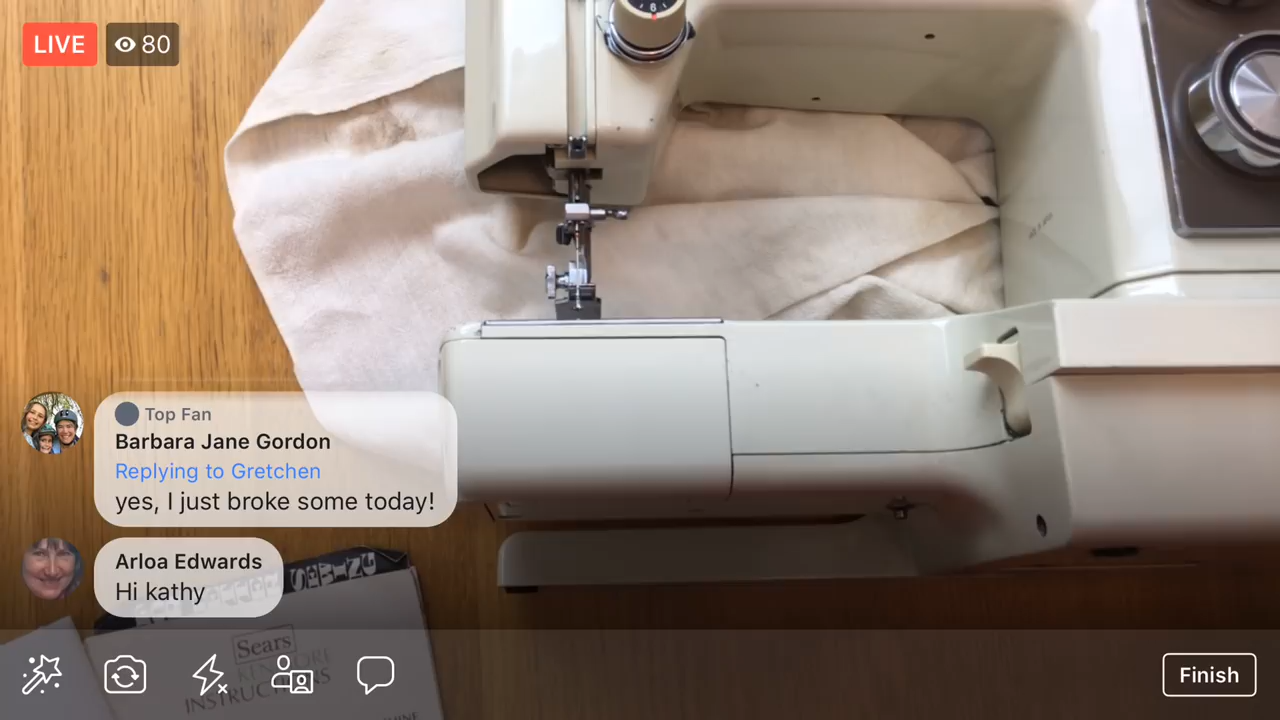 LIVE
80
6
Top Fan
Barbara Jane Gordon
Replying to Gretchen
yes, I just broke some today!
Arloa Edwards
Hi kathy
Sears
INSTRUCTIONS
Finish